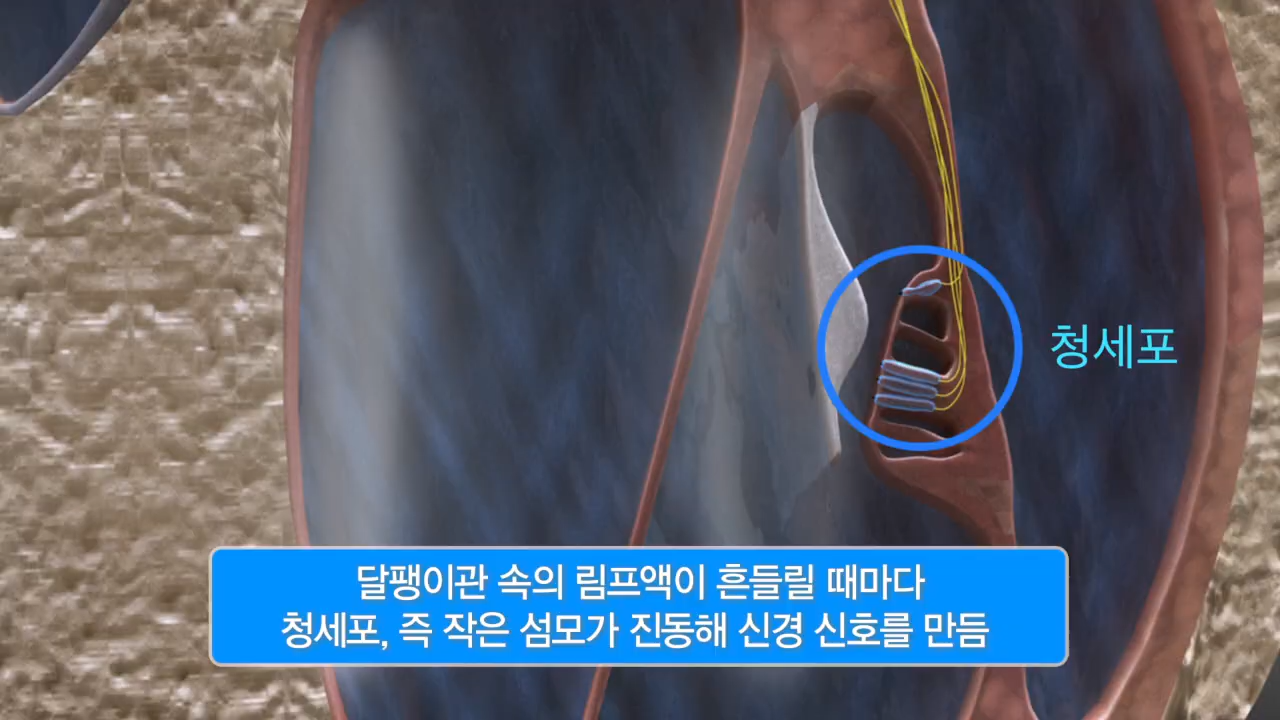 청세포
달팽이관 속의 림프액이 흔들릴 때마다
청세포, 즉 작은 섬모가 진동해 신경 신호를 만듬